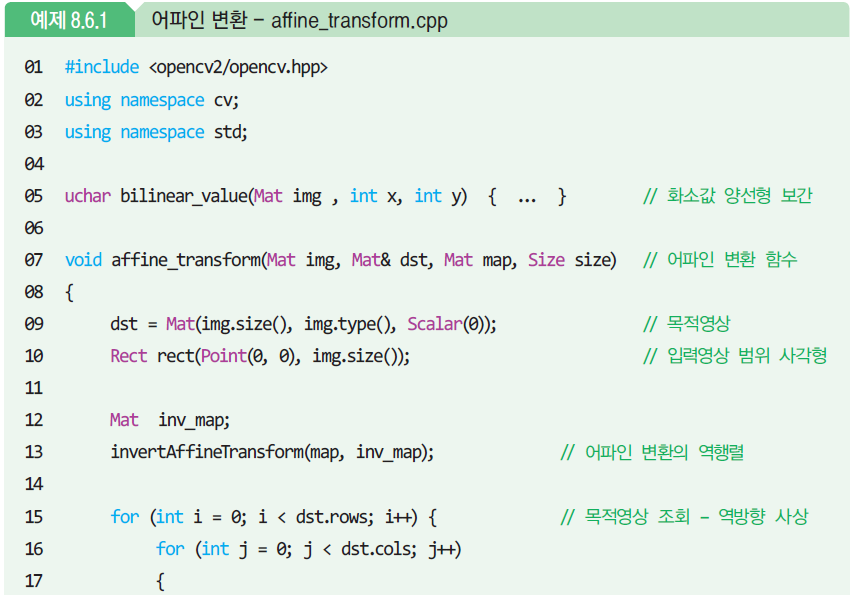 예제 8.6.1 어파인 변환 – affine_transform.cpp
01 #include <opencv2/opencv.hpp>
02 using namespace cv;
03 using namespace std;
04
05 uchar bilinear_value(Mat img , int x, int y) { ... } // 화소값 양선형 보간
06
07 void affine_transform(Mat img, Mat& dst, Mat map, Size size) // 어파인 변환 함수
08 {
09 dst = Mat(img.size(), img.type(), Scalar(0)); // 목적영상
10 Rect rect(Point(0, 0), img.size()); // 입력영상 범위 사각형
11
12 Mat inv_map;
13 invertAffineTransform(map, inv_map); // 어파인 변환의 역행렬
14
15 for (int i = 0; i < dst.rows; i++) { // 목적영상 조회 – 역방향 사상
16 for (int j = 0; j < dst.cols; j++)
17 {